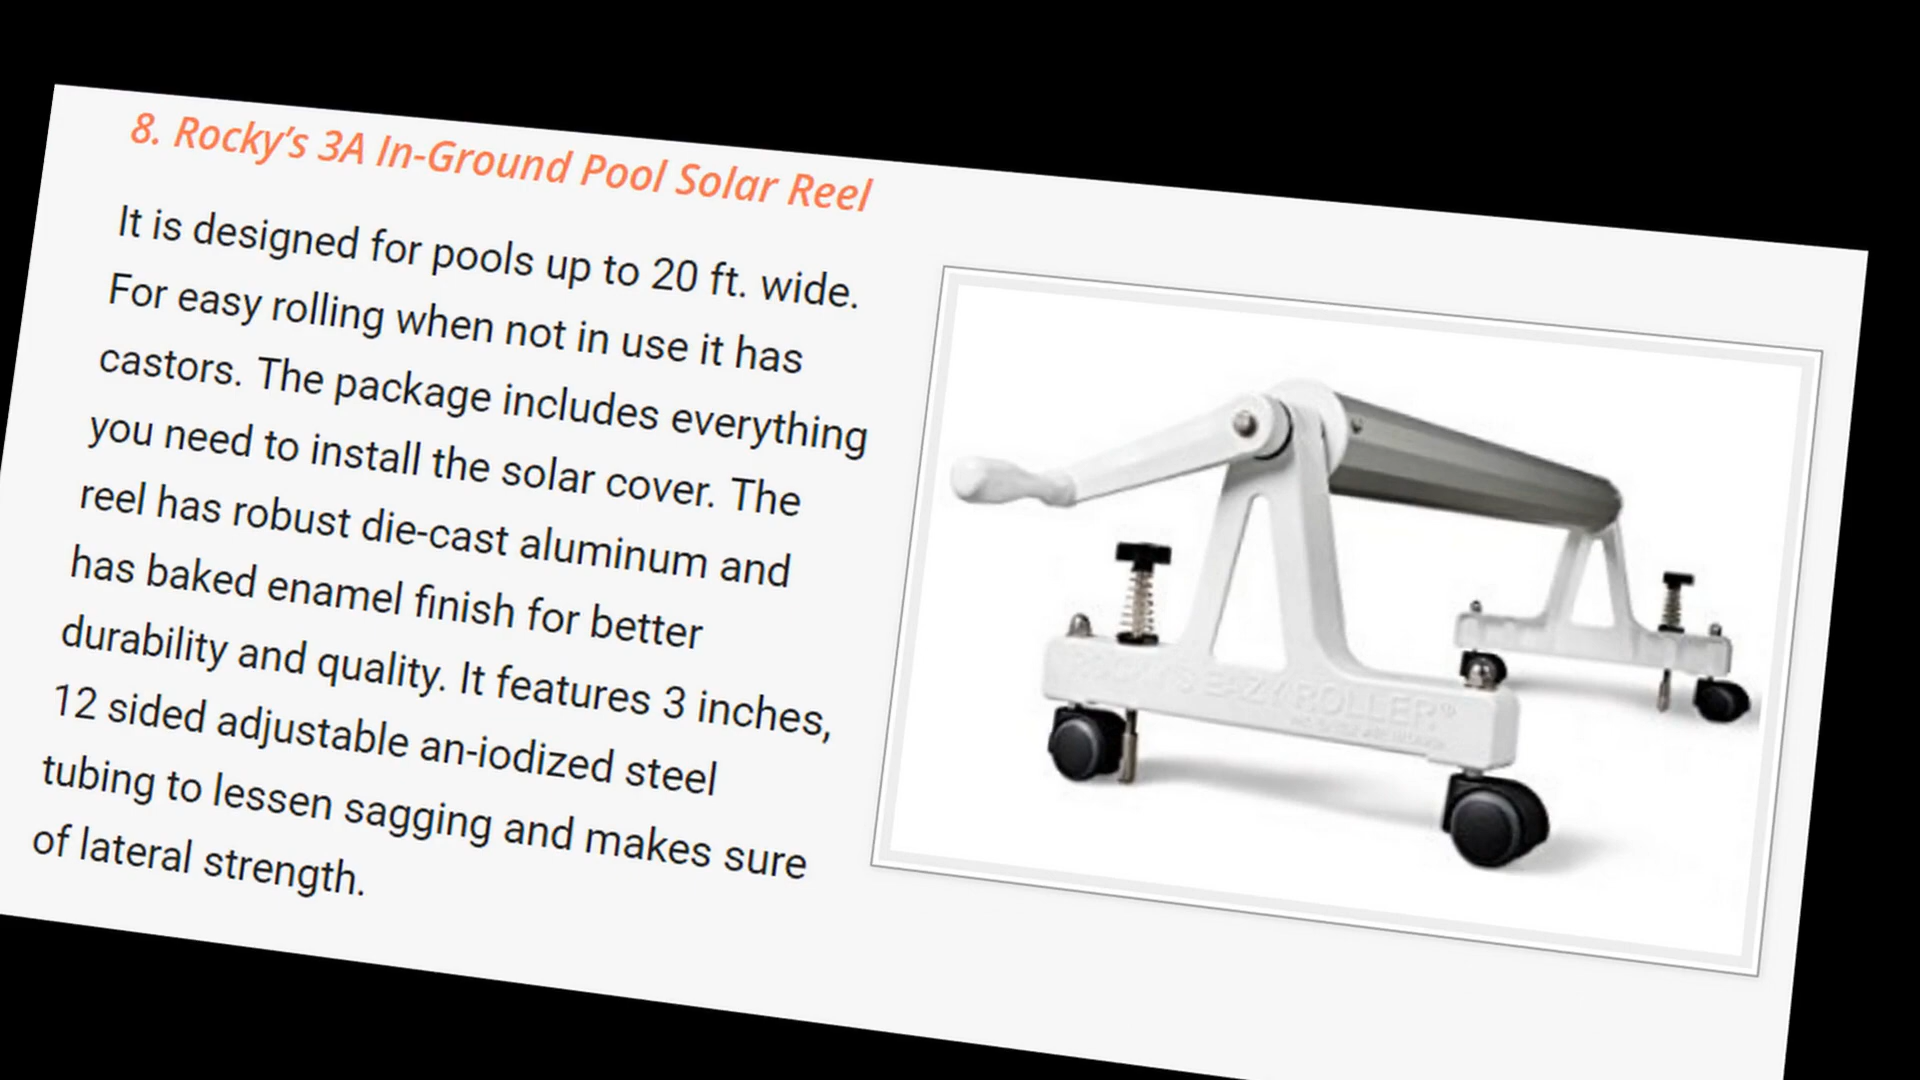 8. Rocky’s 3A In-Ground Pool Solar Reel
It is designed for pools up to 20 ft. wide.
For easy rolling when not in use it has
castors. The package includes everything
you need to install the solar cover. The
reel has robust die-cast aluminum and
has baked enamel finish for better
durability and quality. It features 3 inches,
12 sided adjustable an-iodized steel
tubing to lessen sagging and makes sure
of lateral strength.
ROCKY'S EAZY ROLLER®